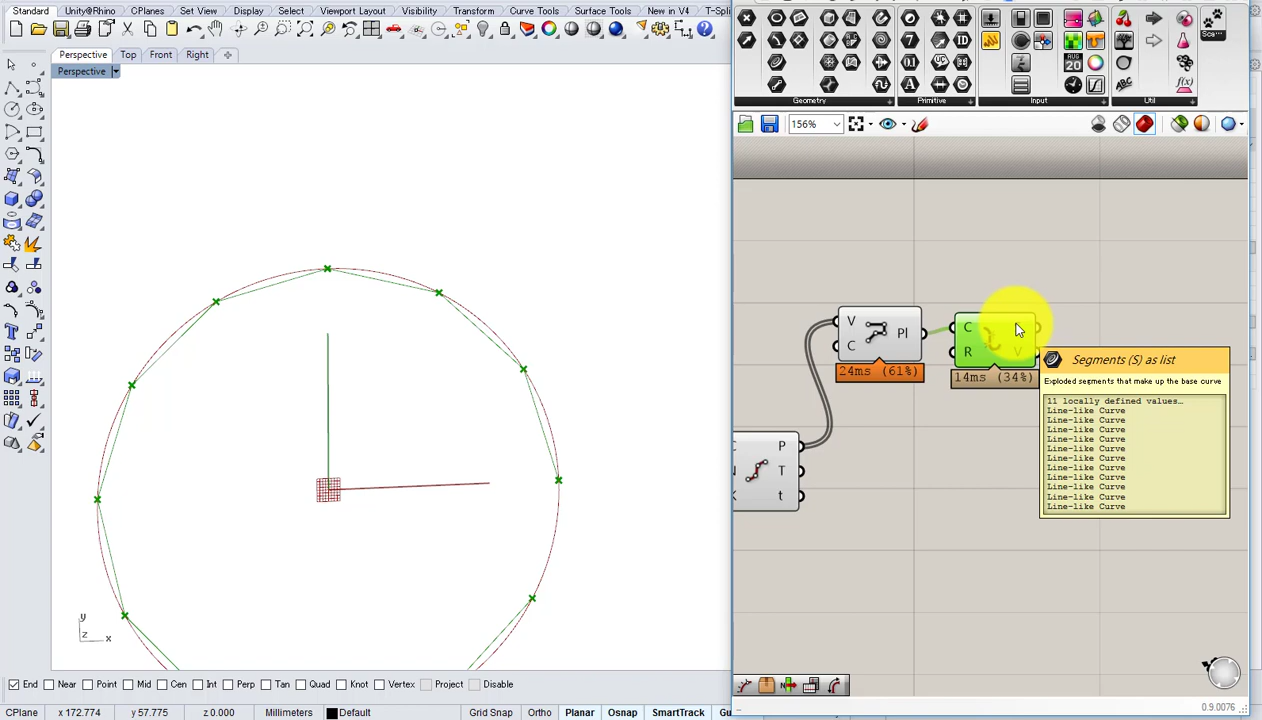 Standard Unity@Rhino CPlanes Set View Display Select Viewport Layout Visibility Transform Curve Tools Surface Tools New in V4 T-Spli
Perspective Top Front Right
Perspective
y
z x
End Near Point Mid Cen Int Perp Tan Quad Knot Vertex Project Disable
CPlane x 172.774 y 57.775 z 0.000 Millimeters Default Grid Snap Ortho Planar Osnap SmartTrack Gu
ID
AUG
20
f(x)
Geometry Primitive Input Util
156%
V
C
Pl
24ms (61%)
C
R
V
14ms (34%)
P
T
t
Segments (S) as list
Exploded segments that make up the base curve
11 locally defined values…
Line-like Curve
Line-like Curve
Line-like Curve
Line-like Curve
Line-like Curve
Line-like Curve
Line-like Curve
Line-like Curve
Line-like Curve
Line-like Curve
Line-like Curve
0.9.0076